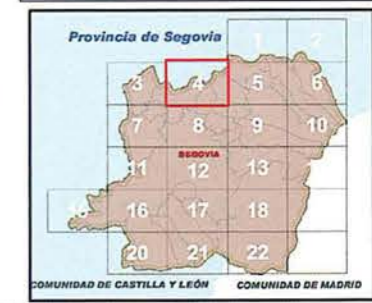 Provincia de Segovia
1 2
3 4 5 6
7 8 9 10
SEGOVIA
11 12 13
16 17 18
20 21 22
COMUNIDAD DE CASTILLA Y LEÓN COMUNIDAD DE MADRID